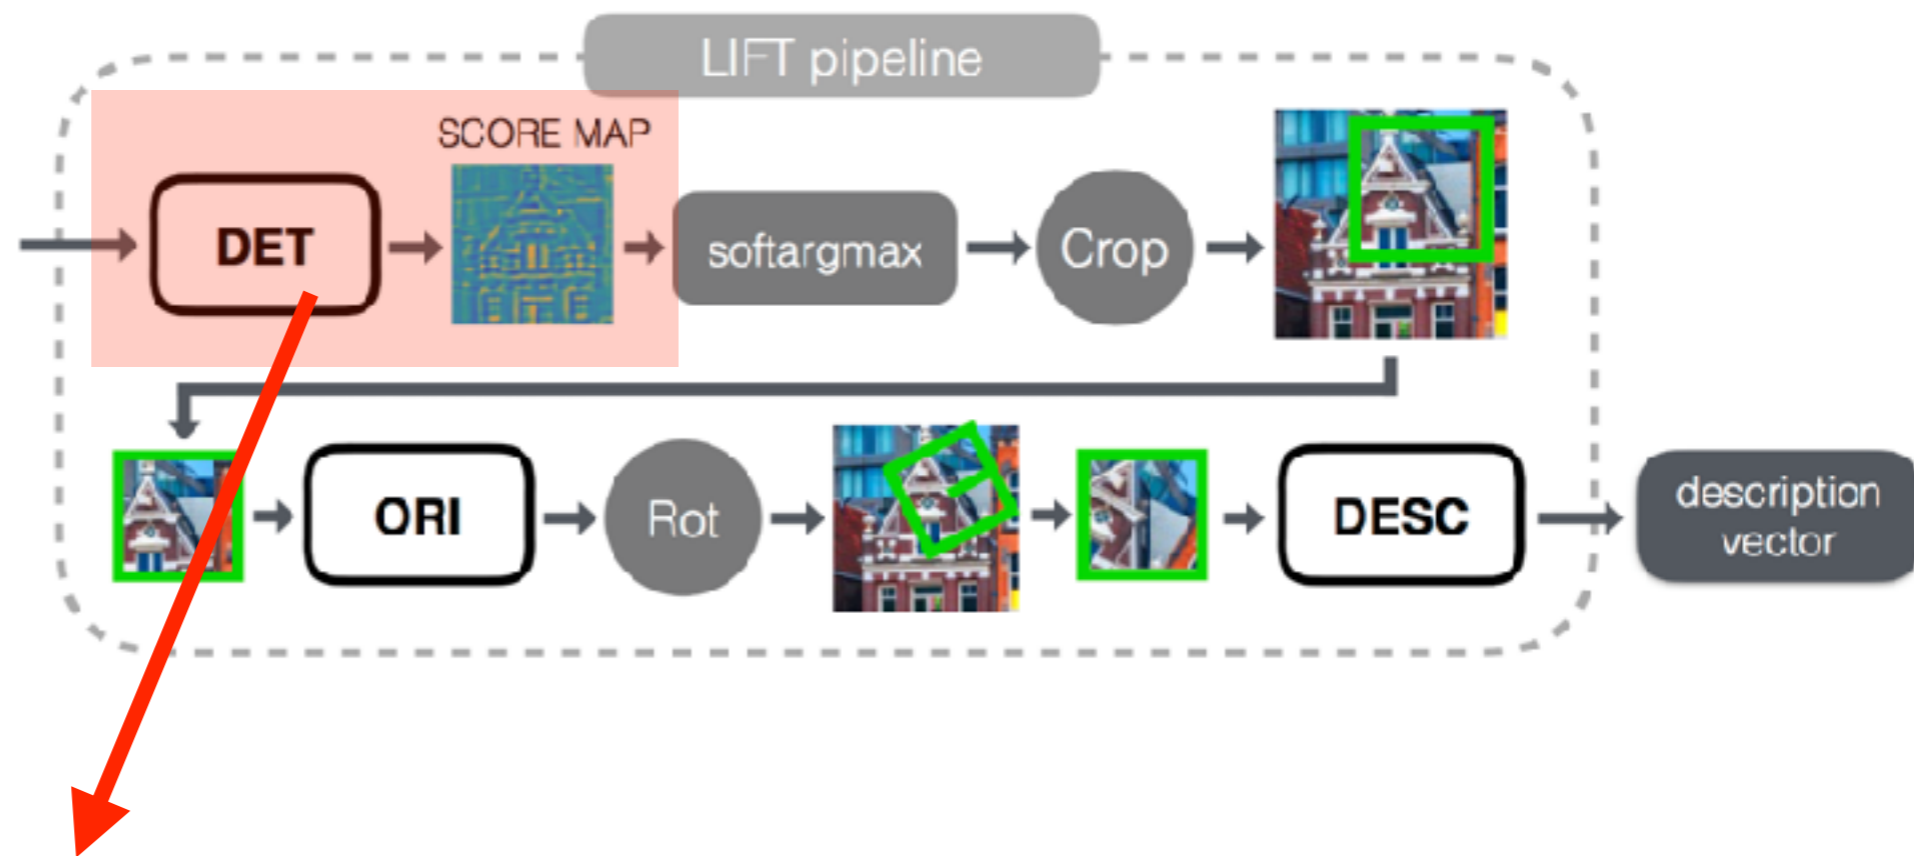 LIFT pipeline
SCORE MAP
DET
softargmax
Crop
ORI
Rot
DESC
description
vector